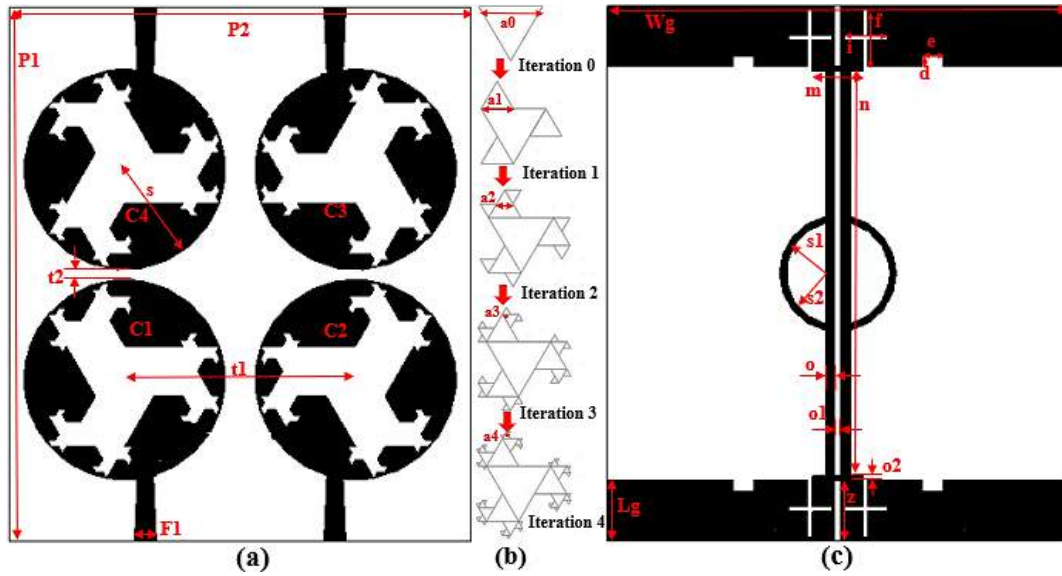 P1
P2
s
C4
C3
t2
C1
C2
t1
F1
(a)
a0
Iteration 0
a1
Iteration 1
a2
Iteration 2
a3
Iteration 3
a4
Iteration 4
(b)
Wg
f
i
e
d
m
n
s1
s2
o
o1
o2
Lg
z
(c)